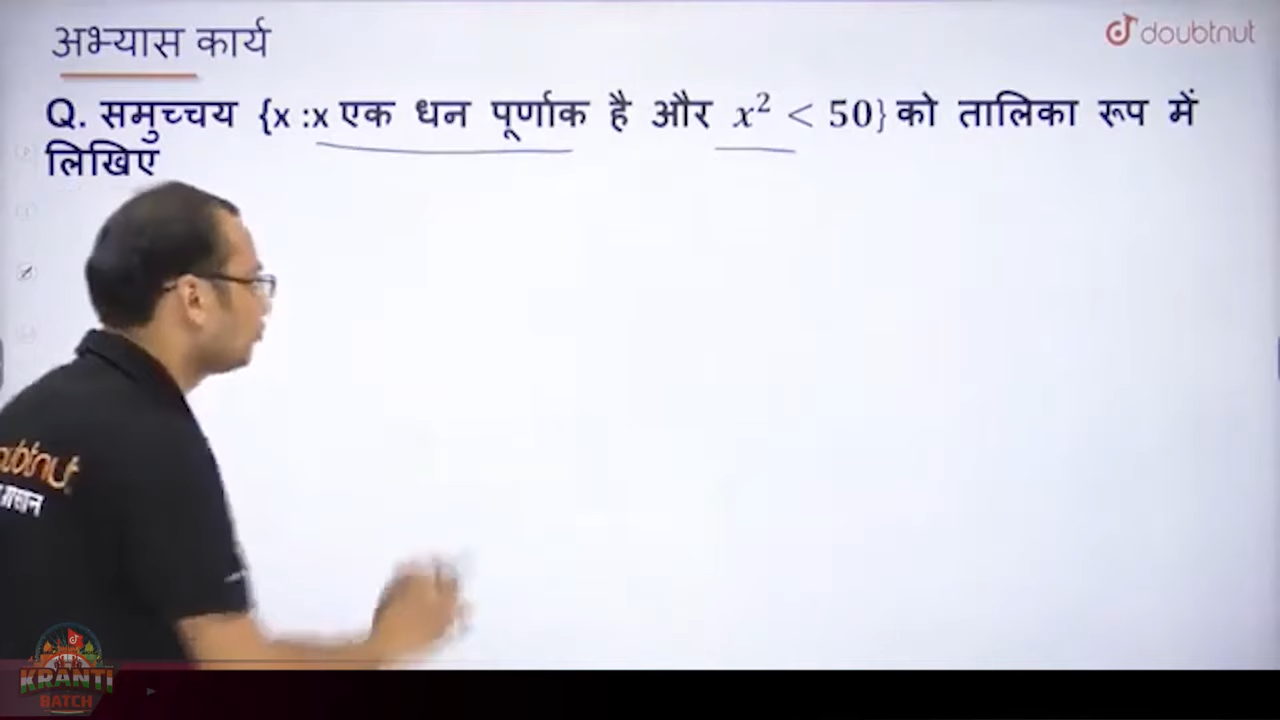 अभ्यास कार्य
doubtnut
Q. समुच्चय {x :x एक धन पूर्णाक है और x² < 50} को तालिका रूप में
लिखिए
KRANTI
BATCH